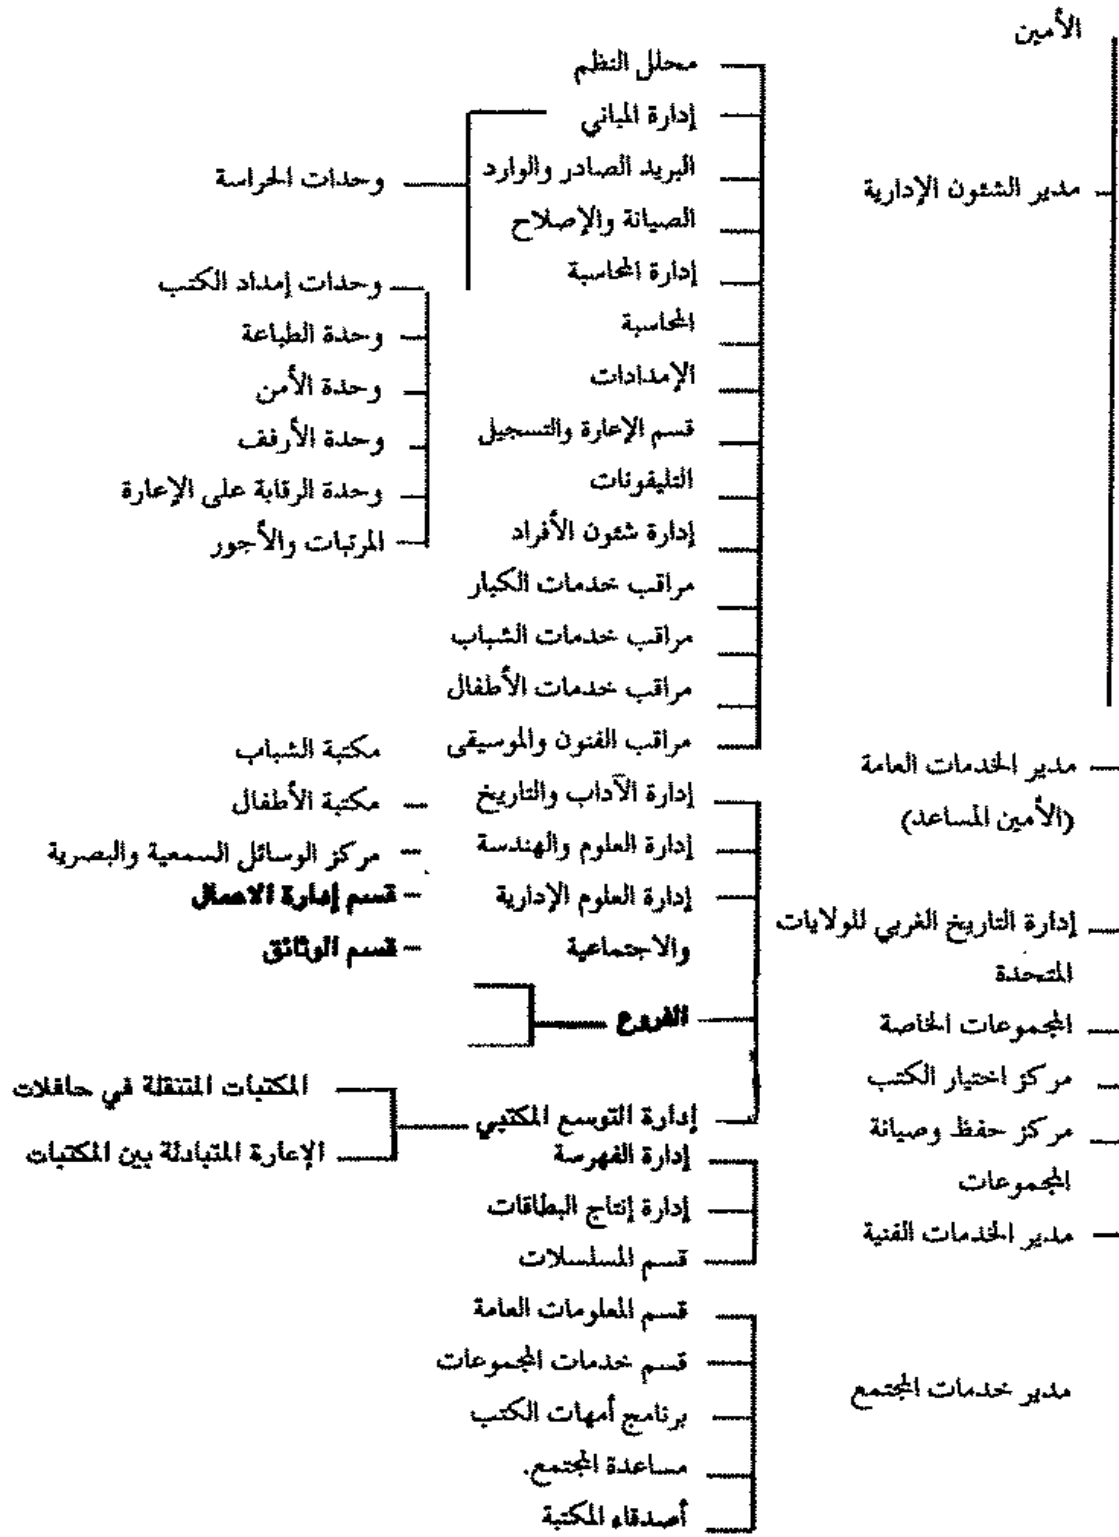 الأمين
مدير الشئون الإدارية
مدير الخدمات العامة
(الأمين المساعد)
إدارة التاريخ الغربي للولايات
المتحدة
المجموعات الخاصة
مركز اختيار الكتب
مركز حفظ وصيانة
المجموعات
مدير الخدمات الفنية
مدير خدمات المجتمع
محلل النظم
إدارة المباني
البريد الصادر والوارد
الصيانة والإصلاح
إدارة المحاسبة
المحاسبة
الإمدادات
قسم الإعارة والتسجيل
التليفونات
إدارة شئون الأفراد
مراقب خدمات الكبار
مراقب خدمات الشباب
مراقب خدمات الأطفال
مراقب الفنون والموسيقى
إدارة الآداب والتاريخ
إدارة العلوم والهندسة
إدارة العلوم الإدارية
والاجتماعية
الفروع
إدارة التوسع المكتبي
إدارة الفهرسة
إدارة إنتاج البطاقات
قسم المسلسلات
قسم المعلومات العامة
قسم خدمات المجموعات
برنامج أمهات الكتب
مساعدة المجتمع.
أصدقاء المكتبة
وحدات الحراسة
وحدات إمداد الكتب
وحدة الطباعة
وحدة الأمن
وحدة الأرفف
وحدة الرقابة على الإعارة
المرتبات والأجور
مكتبة الشباب
مكتبة الأطفال
مركز الوسائل السمعية والبصرية
قسم إدارة الاعمال
قسم الوثائق
المكتبات المتنقلة في حافلات
الإعارة المتبادلة بين المكتبات